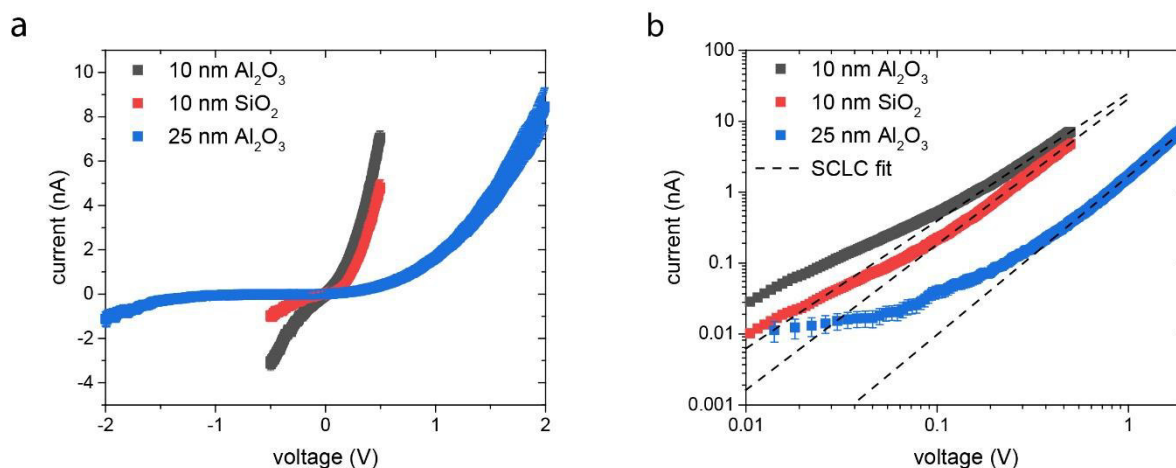 a
10 nm Al₂O₃
10 nm SiO₂
25 nm Al₂O₃
10
8
6
4
2
0
-2
-4
current (nA)
-2 -1 0 1 2
voltage (V)
b
10 nm Al₂O₃
10 nm SiO₂
25 nm Al₂O₃
SCLC fit
100
10
1
0.1
0.01
0.001
current (nA)
0.01 0.1 1
voltage (V)